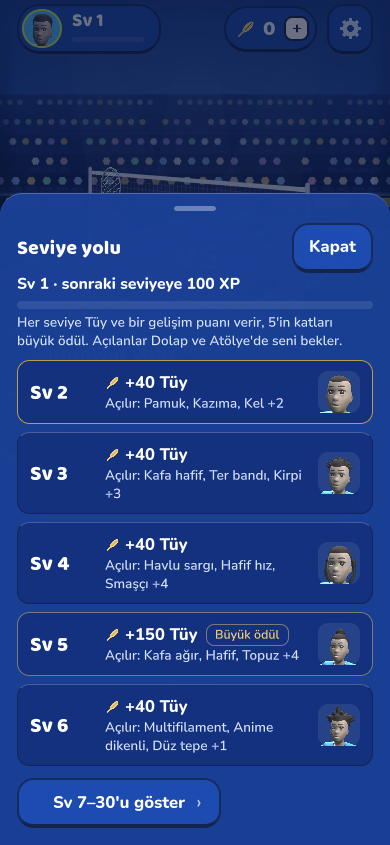 Sv 1
0 +
Seviye yolu
Kapat
Sv 1 · sonraki seviyeye 100 XP
Her seviye Tüy ve bir gelişim puanı verir, 5'in katları
büyük ödül. Açılanlar Dolap ve Atölye'de seni bekler.
Sv 2
+40 Tüy
Açılır: Pamuk, Kazıma, Kel +2
Sv 3
+40 Tüy
Açılır: Kafa hafif, Ter bandı, Kirpi
+3
Sv 4
+40 Tüy
Açılır: Havlu sargı, Hafif hız,
Smaşçı +4
Sv 5
+150 Tüy Büyük ödül
Açılır: Kafa ağır, Hafif, Topuz +4
Sv 6
+40 Tüy
Açılır: Multifilament, Anime
dikenli, Düz tepe +1
Sv 7–30'u göster ›